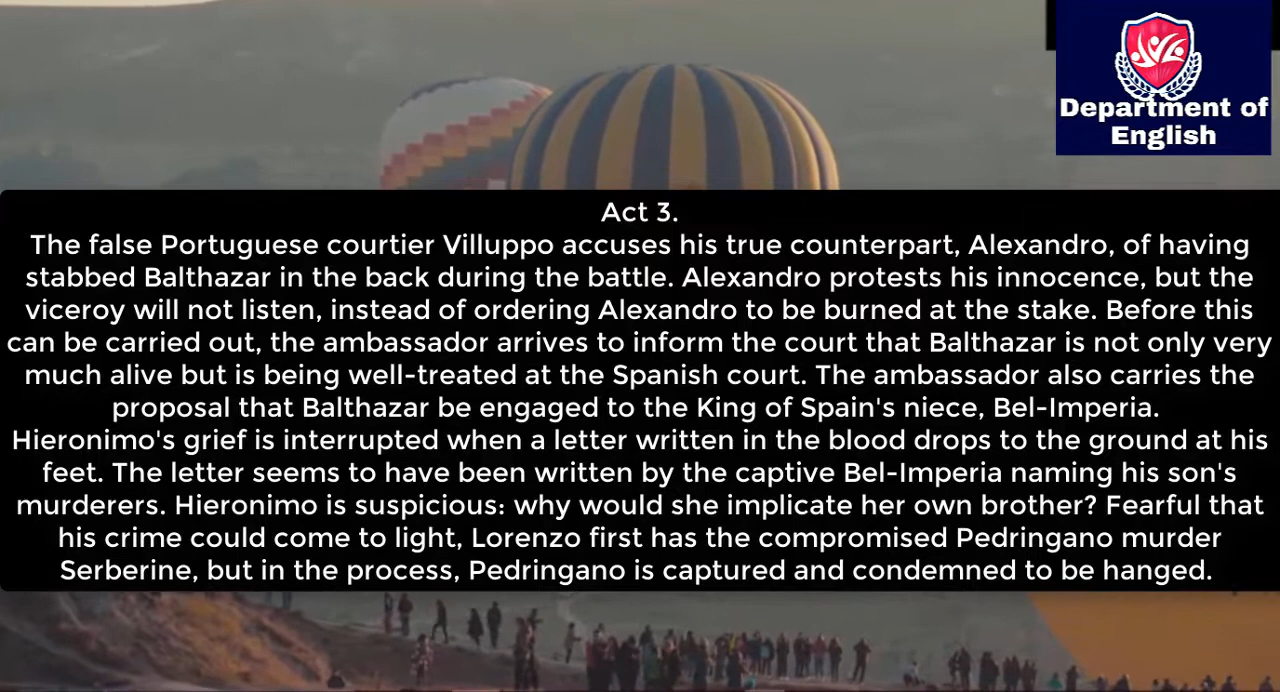 Department of
English
Act 3.
The false Portuguese courtier Villuppo accuses his true counterpart, Alexandro, of having
stabbed Balthazar in the back during the battle. Alexandro protests his innocence, but the
viceroy will not listen, instead of ordering Alexandro to be burned at the stake. Before this
can be carried out, the ambassador arrives to inform the court that Balthazar is not only very
much alive but is being well-treated at the Spanish court. The ambassador also carries the
proposal that Balthazar be engaged to the King of Spain's niece, Bel-Imperia.
Hieronimo's grief is interrupted when a letter written in the blood drops to the ground at his
feet. The letter seems to have been written by the captive Bel-Imperia naming his son's
murderers. Hieronimo is suspicious: why would she implicate her own brother? Fearful that
his crime could come to light, Lorenzo first has the compromised Pedringano murder
Serberine, but in the process, Pedringano is captured and condemned to be hanged.